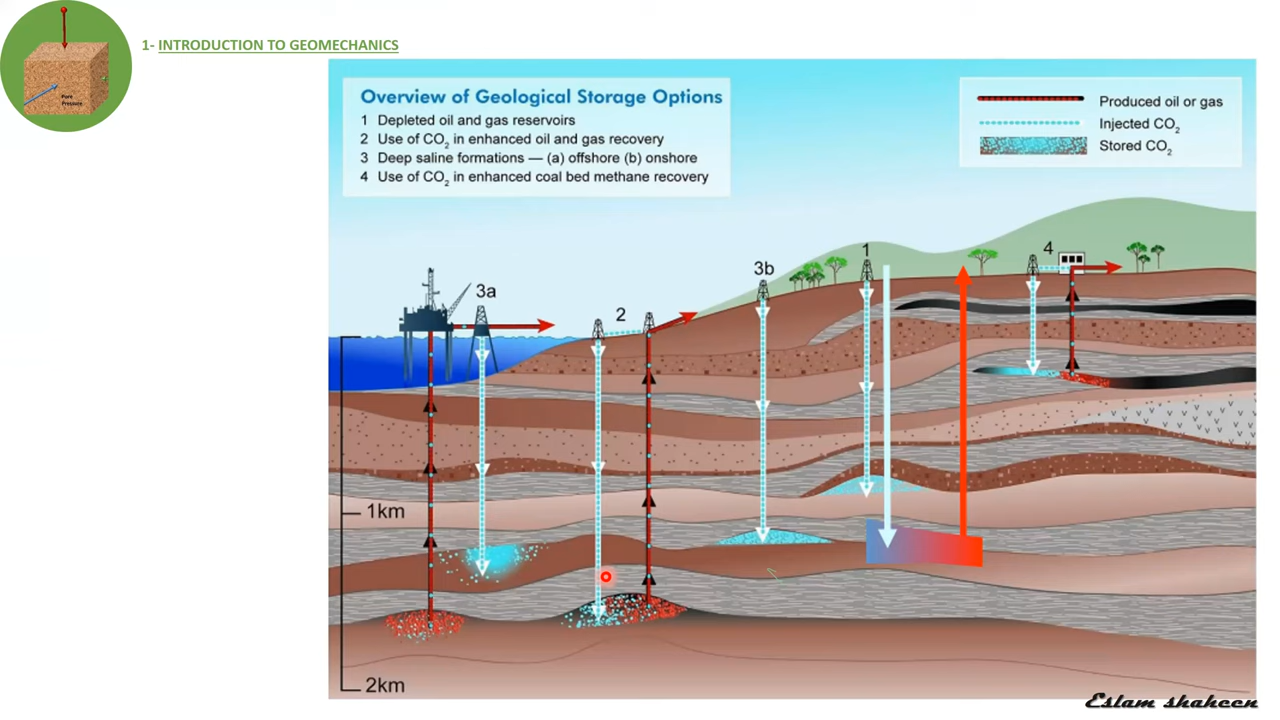 Pore
Pressure
1- INTRODUCTION TO GEOMECHANICS
Overview of Geological Storage Options
1 Depleted oil and gas reservoirs
2 Use of CO₂ in enhanced oil and gas recovery
3 Deep saline formations — (a) offshore (b) onshore
4 Use of CO₂ in enhanced coal bed methane recovery
Produced oil or gas
Injected CO₂
Stored CO₂
3a
2
3b
1
4
1km
2km
Eslam shaheen